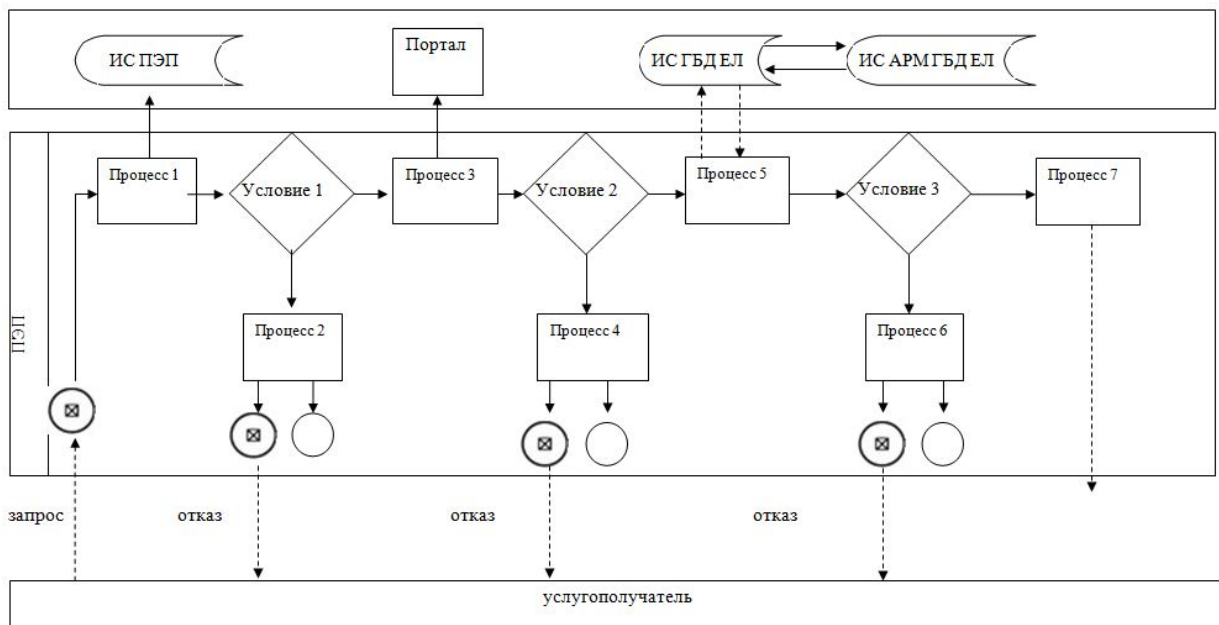 ИС ПЭП
Портал
ИС ГБД ЕЛ
ИС АРМ ГБД ЕЛ
ПЭП
Процесс 1
Условие 1
Процесс 3
Условие 2
Процесс 5
Условие 3
Процесс 7
Процесс 2
Процесс 4
Процесс 6
запрос
отказ
отказ
отказ
услугополучатель